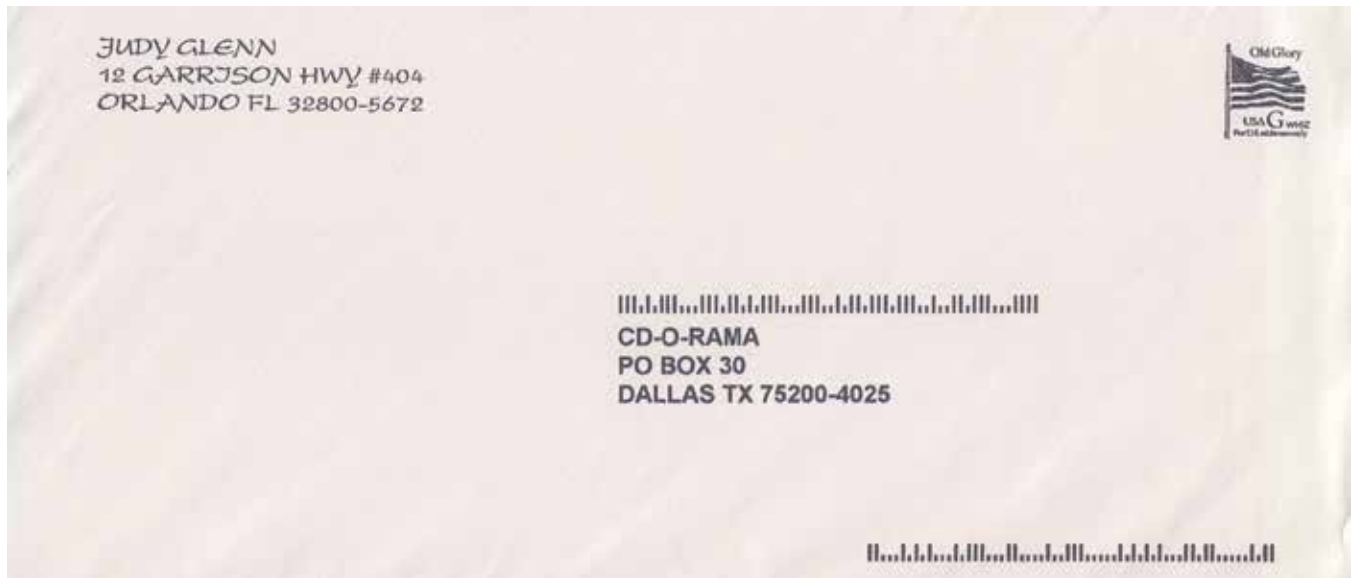 JUDY GLENN
12 GARRISON HWY #404
ORLANDO FL 32800-5672
Old Glory
USA G
CD-O-RAMA
PO BOX 30
DALLAS TX 75200-4025